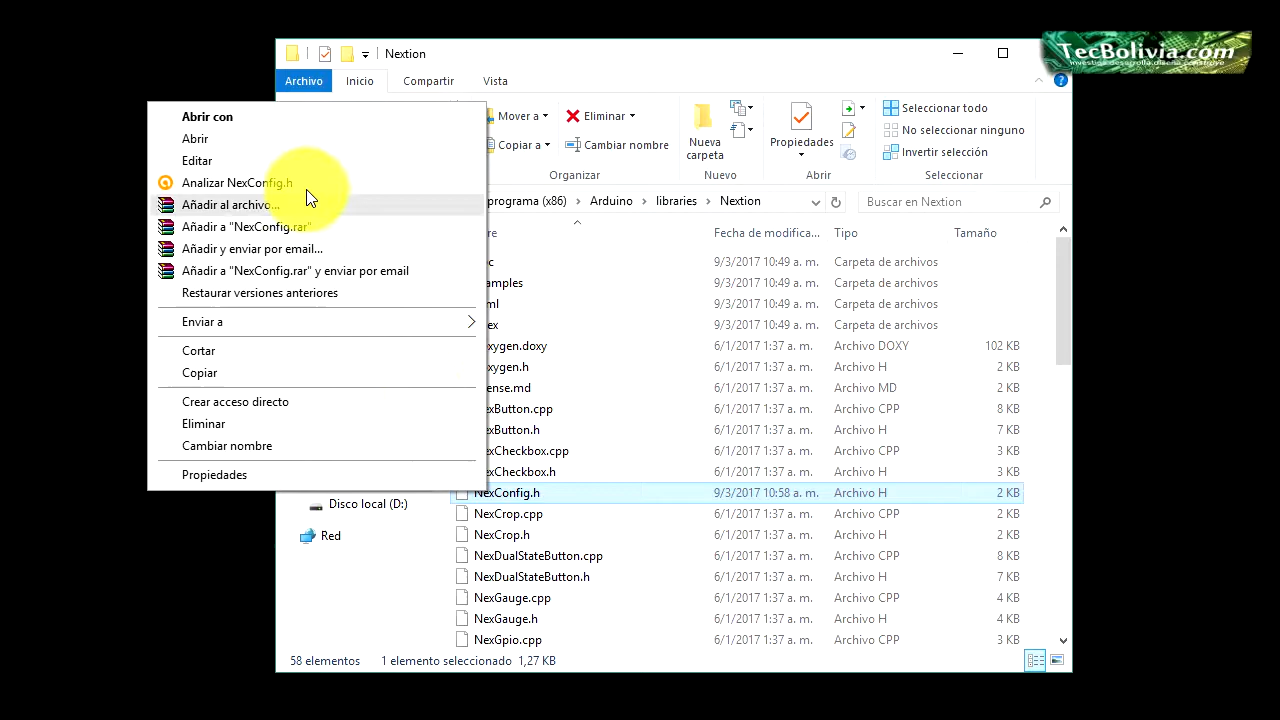 Nextion
TecBolivia.com
Archivo Inicio Compartir Vista
Abrir con
Abrir
Editar
Analizar NexConfig.h
Añadir al archivo...
Añadir a "NexConfig.rar"
Añadir y enviar por email...
Añadir a "NexConfig.rar" y enviar por email
Restaurar versiones anteriores
Enviar a
Cortar
Copiar
Crear acceso directo
Eliminar
Cambiar nombre
Propiedades
Mover a
Copiar a
Eliminar
Cambiar nombre
Organizar
Nueva
carpeta
Nuevo
Propiedades
Abrir
Seleccionar todo
No seleccionar ninguno
Invertir selección
Seleccionar
programa (x86) Arduino libraries Nextion
Buscar en Nextion
re Fecha de modifica... Tipo Tamaño
c 9/3/2017 10:49 a. m. Carpeta de archivos
amples 9/3/2017 10:49 a. m. Carpeta de archivos
ml 9/3/2017 10:49 a. m. Carpeta de archivos
ex 9/3/2017 10:49 a. m. Carpeta de archivos
oxygen.doxy 6/1/2017 1:37 a. m. Archivo DOXY 102 KB
oxygen.h 6/1/2017 1:37 a. m. Archivo H 2 KB
ense.md 6/1/2017 1:37 a. m. Archivo MD 2 KB
exButton.cpp 6/1/2017 1:37 a. m. Archivo CPP 8 KB
exButton.h 6/1/2017 1:37 a. m. Archivo H 7 KB
exCheckbox.cpp 6/1/2017 1:37 a. m. Archivo CPP 3 KB
exCheckbox.h 6/1/2017 1:37 a. m. Archivo H 3 KB
NexConfig.h 9/3/2017 10:58 a. m. Archivo H 2 KB
NexCrop.cpp 6/1/2017 1:37 a. m. Archivo CPP 2 KB
NexCrop.h 6/1/2017 1:37 a. m. Archivo H 2 KB
NexDualStateButton.cpp 6/1/2017 1:37 a. m. Archivo CPP 8 KB
NexDualStateButton.h 6/1/2017 1:37 a. m. Archivo H 7 KB
NexGauge.cpp 6/1/2017 1:37 a. m. Archivo CPP 4 KB
NexGauge.h 6/1/2017 1:37 a. m. Archivo H 4 KB
NexGpio.cpp 6/1/2017 1:37 a. m. Archivo CPP 3 KB
Disco local (D:)
Red
58 elementos 1 elemento seleccionado 1,27 KB